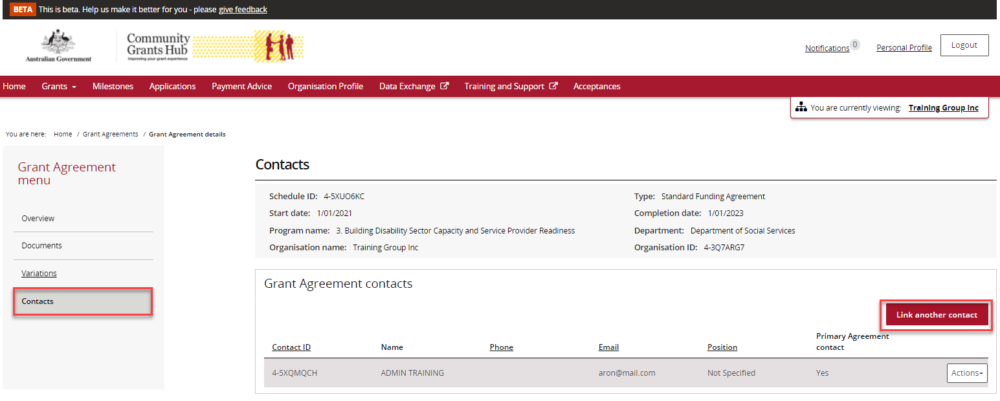 BETA This is beta. Help us make it better for you - please give feedback
Australian Government
Community
Grants Hub
Improving your grant experience
Notifications 0
Personal Profile
Logout
Home Grants Milestones Applications Payment Advice Organisation Profile Data Exchange Training and Support Acceptances
You are currently viewing: Training Group Inc
You are here: Home / Grant Agreements / Grant Agreement details
Grant Agreement
menu
Overview
Documents
Variations
Contacts
Contacts
Schedule ID: 4-5XUO6KC Type: Standard Funding Agreement
Start date: 1/01/2021 Completion date: 1/01/2023
Program name: 3. Building Disability Sector Capacity and Service Provider Readiness Department: Department of Social Services
Organisation name: Training Group Inc Organisation ID: 4-3Q7ARG7
Grant Agreement contacts
Link another contact
Contact ID Name Phone Email Position Primary Agreement
contact
4-5XQMQCH ADMIN TRAINING aron@mail.com Not Specified Yes Actions